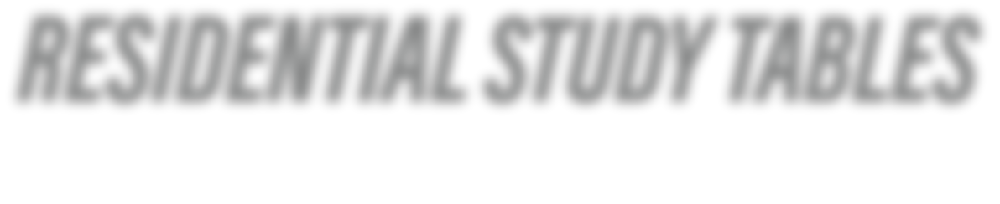 RESIDENTIAL STUDY TABLES